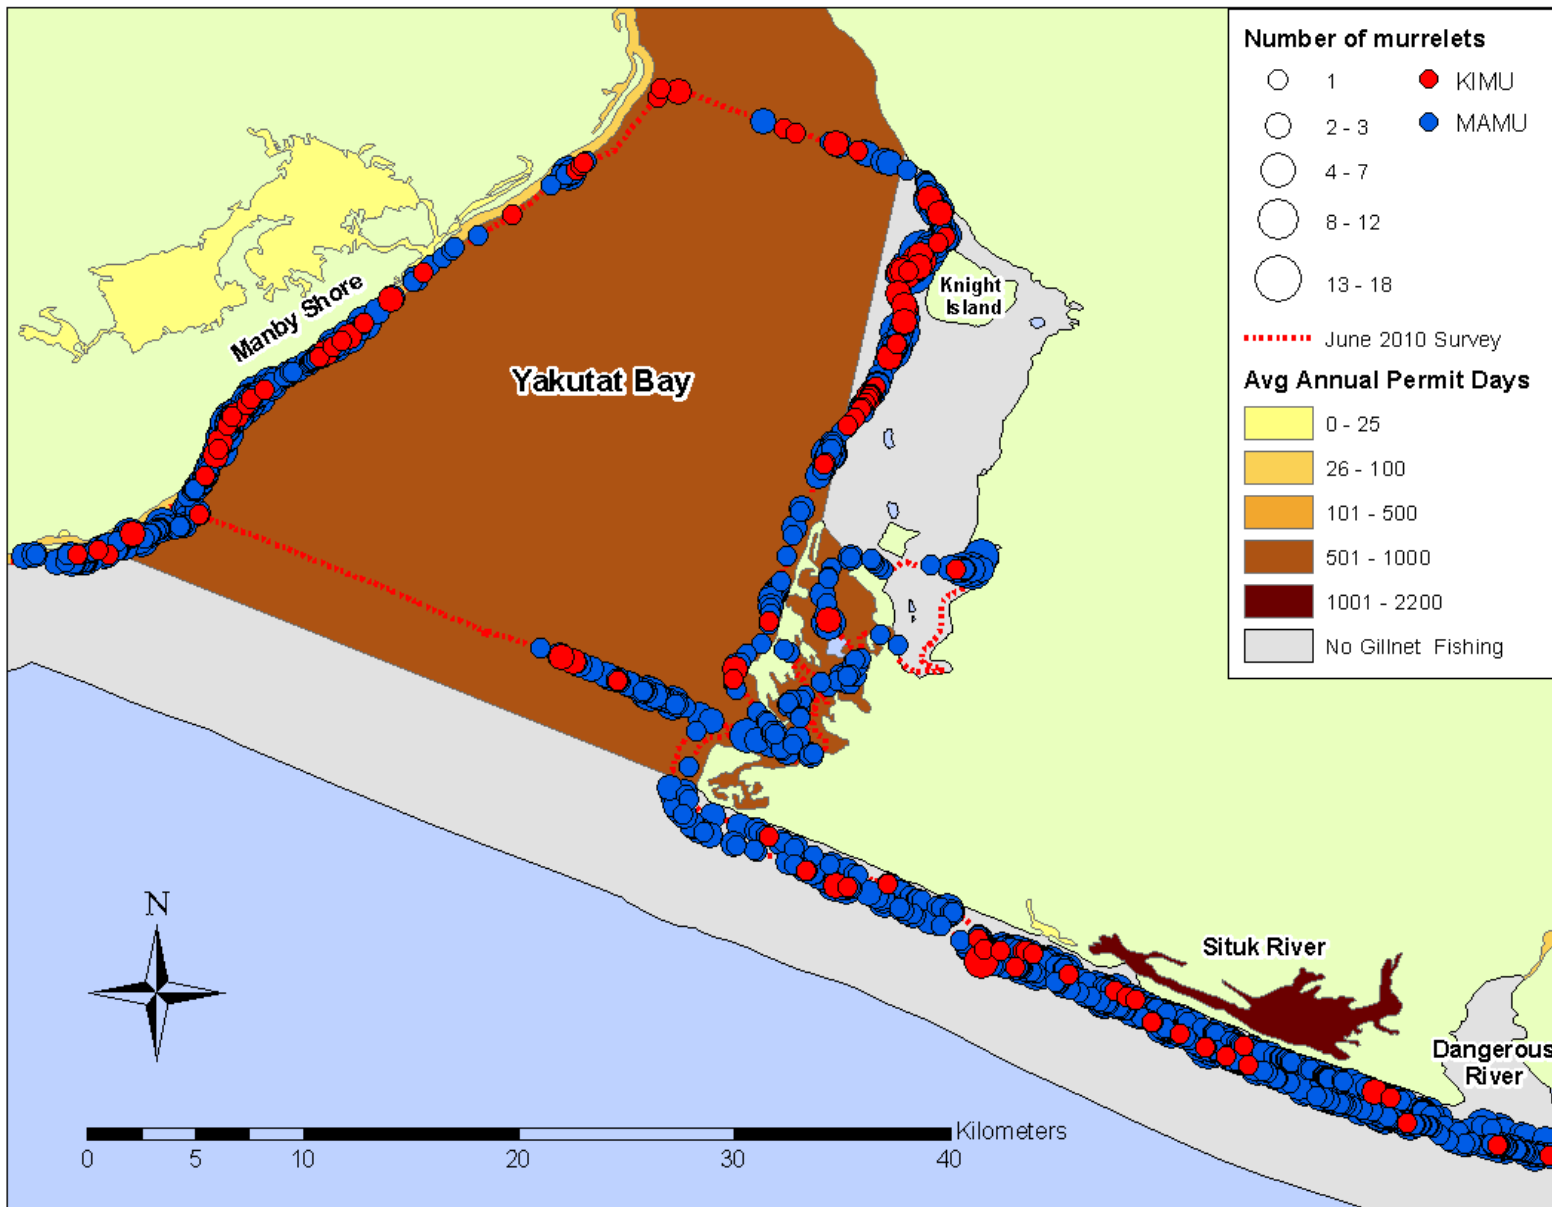 Number of murrelets
1
2 - 3
4 - 7
8 - 12
13 - 18
KIMU
MAMU
June 2010 Survey
Avg Annual Permit Days
0 - 25
26 - 100
101 - 500
501 - 1000
1001 - 2200
No Gillnet Fishing
Manby Shore
Yakutat Bay
Knight
Island
Situk River
Dangerous
River
N
Kilometers
0 5 10 20 30 40